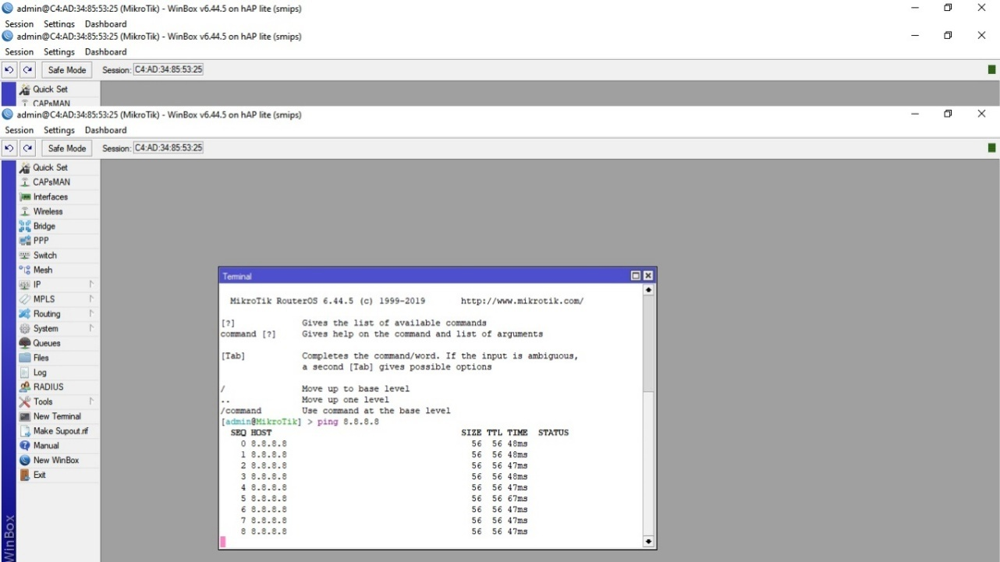 admin@C4:AD:34:85:53:25 (MikroTik) - WinBox v6.44.5 on hAP lite (smips)
Session Settings Dashboard
admin@C4:AD:34:85:53:25 (MikroTik) - WinBox v6.44.5 on hAP lite (smips)
Session Settings Dashboard
Safe Mode Session: C4:AD:34:85:53:25
Quick Set
CAPsMAN
admin@C4:AD:34:85:53:25 (MikroTik) - WinBox v6.44.5 on hAP lite (smips)
Session Settings Dashboard
Safe Mode Session: C4:AD:34:85:53:25
Quick Set
CAPsMAN
Interfaces
Wireless
Bridge
PPP
Switch
Mesh
IP
MPLS
Routing
System
Queues
Files
Log
RADIUS
Tools
New Terminal
Make Supout.rif
Manual
New WinBox
Exit
WinBox
Terminal
MikroTik RouterOS 6.44.5 (c) 1999-2019 http://www.mikrotik.com/
[?] Gives the list of available commands
command [?] Gives help on the command and list of arguments
[Tab] Completes the command/word. If the input is ambiguous,
a second [Tab] gives possible options
/ Move up to base level
.. Move up one level
/command Use command at the base level
[admin@MikroTik] > ping 8.8.8.8
SEQ HOST SIZE TTL TIME STATUS
0 8.8.8.8 56 56 48ms
1 8.8.8.8 56 56 48ms
2 8.8.8.8 56 56 47ms
3 8.8.8.8 56 56 48ms
4 8.8.8.8 56 56 47ms
5 8.8.8.8 56 56 67ms
6 8.8.8.8 56 56 47ms
7 8.8.8.8 56 56 47ms
8 8.8.8.8 56 56 47ms